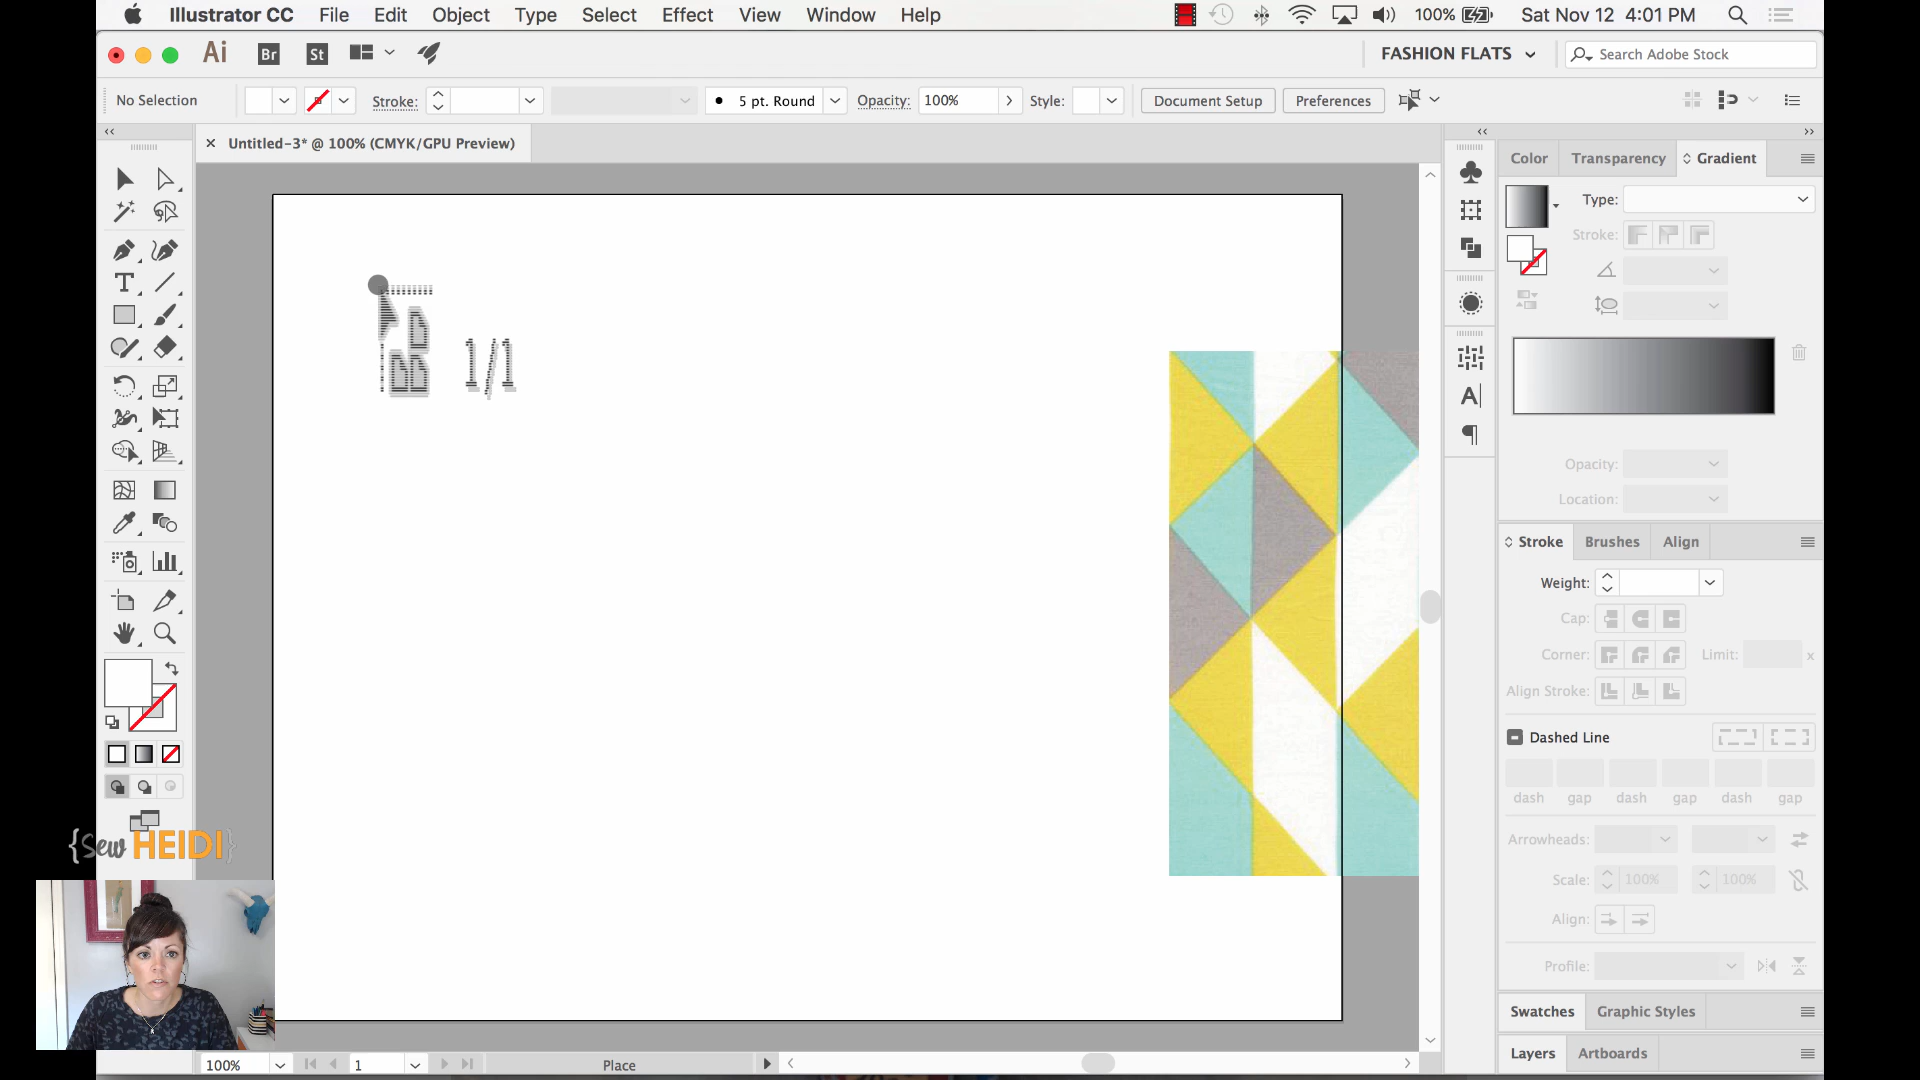 Illustrator CC File Edit Object Type Select Effect View Window Help 100% Sat Nov 12 4:01 PM
Ai Br St FASHION FLATS Search Adobe Stock
No Selection Stroke: 5 pt. Round Opacity: 100% Style: Document Setup Preferences
Untitled-3* @ 100% (CMYK/GPU Preview)
Color Transparency Gradient
Type:
Stroke:
1/1
Opacity:
Location:
Stroke Brushes Align
Weight:
Cap:
Corner: Limit: x
Align Stroke:
Dashed Line
dash gap dash gap dash gap
Arrowheads:
Scale: 100% 100%
Align:
Profile:
{Sew HEIDI}
Swatches Graphic Styles
Layers Artboards
100% 1 Place